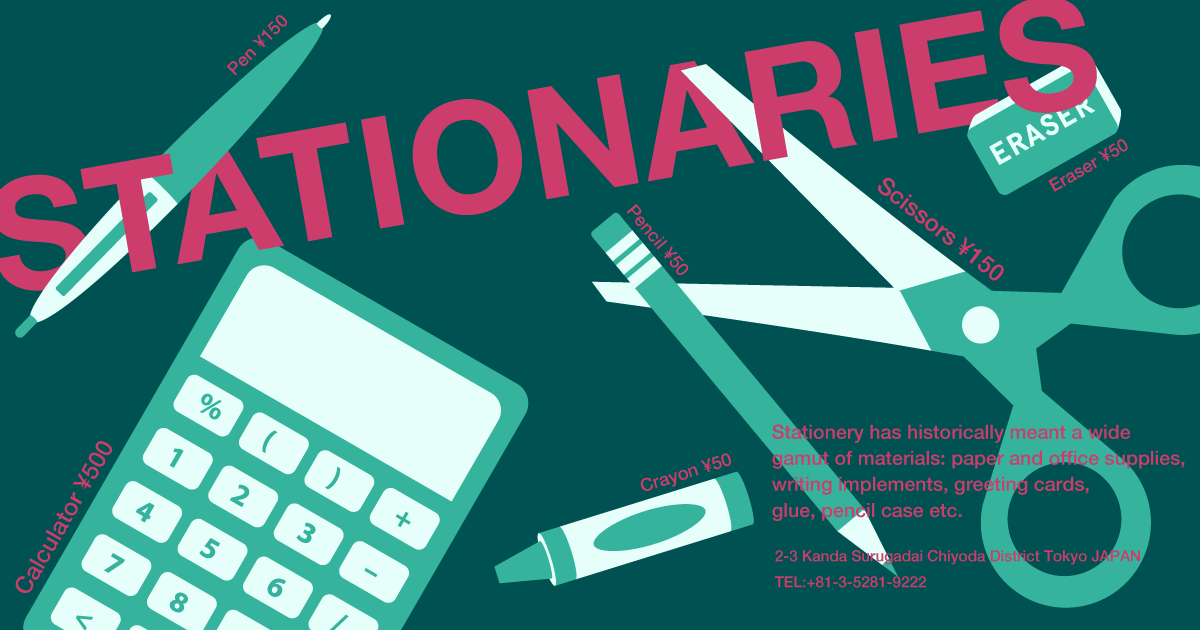 STATIONARIES
Pen ¥150
ERASER
Eraser ¥50
Scissors ¥150
Pencil ¥50
Calculator ¥500
%
(
)
+
1
2
3
−
4
5
6
/
7
8
<
Crayon ¥50
Stationery has historically meant a wide
gamut of materials: paper and office supplies,
writing implements, greeting cards,
glue, pencil case etc.
2-3 Kanda Surugadai Chiyoda District Tokyo JAPAN
TEL:+81-3-5281-9222